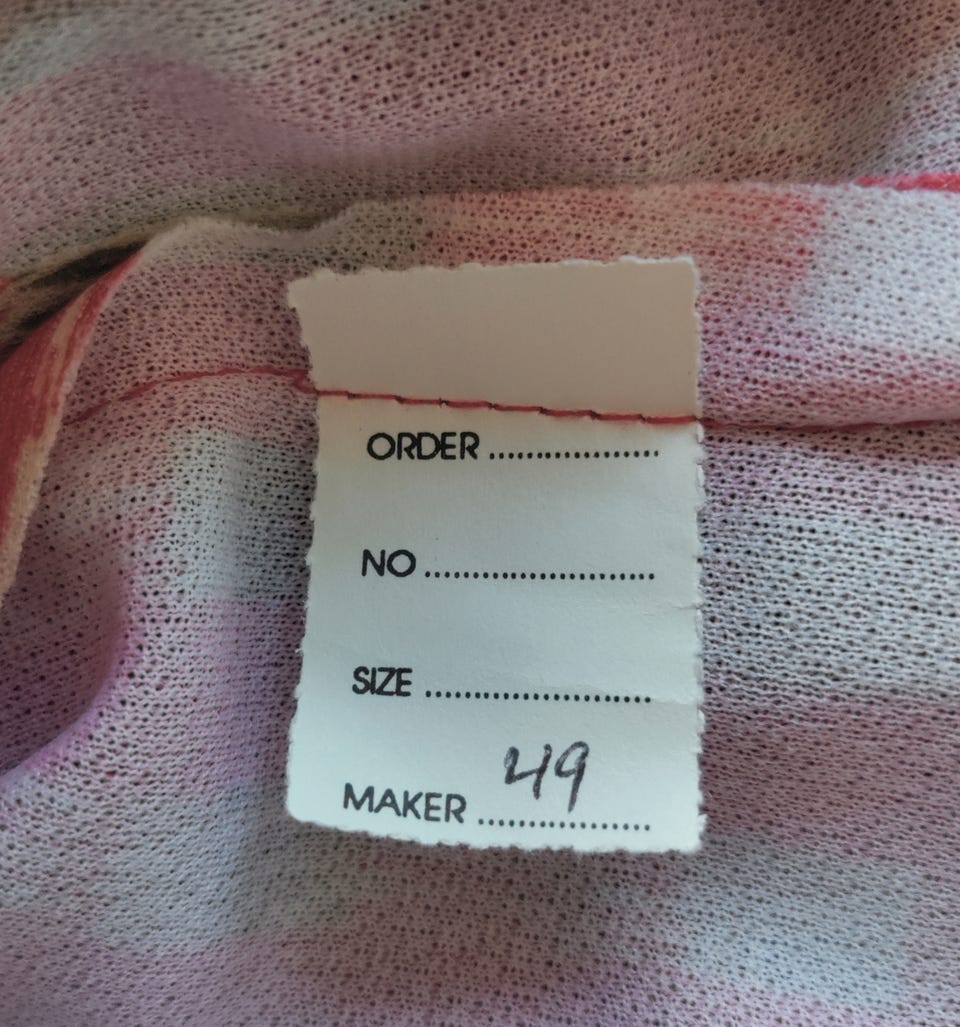 ORDER ....................
NO ...........................
SIZE ..........................
49
MAKER ....................